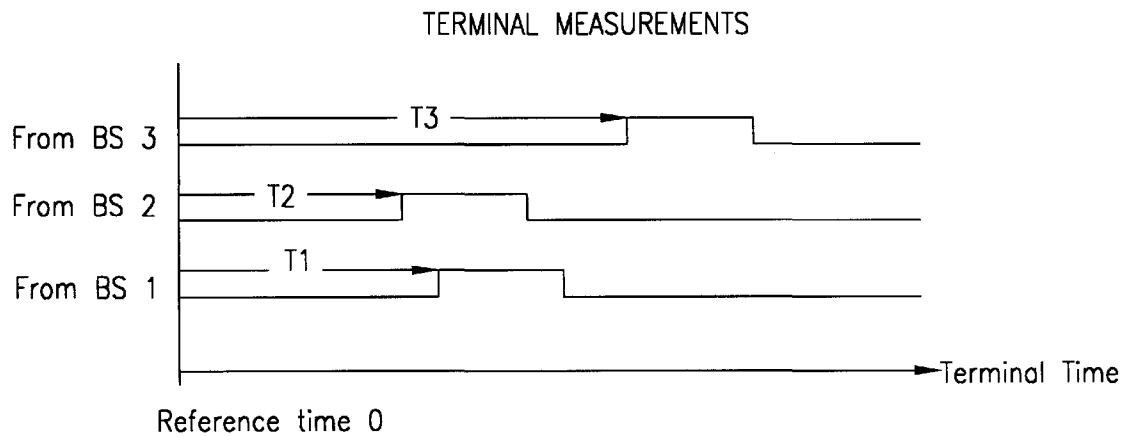 TERMINAL MEASUREMENTS
T3
From BS 3
T2
From BS 2
T1
From BS 1
Terminal Time
Reference time 0